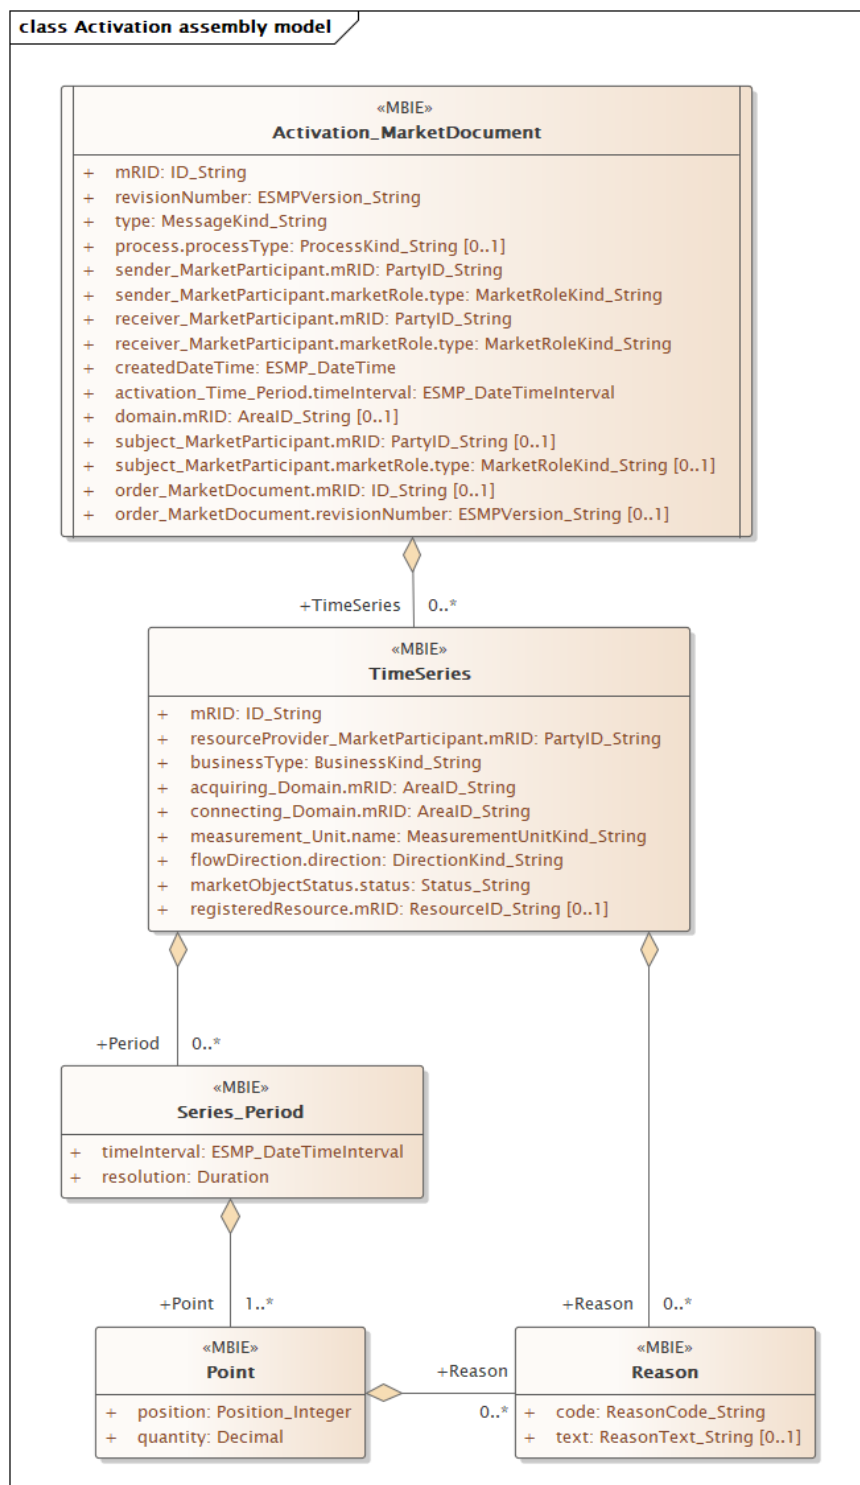 class Activation assembly model
«MBIE»
Activation_MarketDocument
+ mRID: ID_String
+ revisionNumber: ESMPVersion_String
+ type: MessageKind_String
+ process.processType: ProcessKind_String [0..1]
+ sender_MarketParticipant.mRID: PartyID_String
+ sender_MarketParticipant.marketRole.type: MarketRoleKind_String
+ receiver_MarketParticipant.mRID: PartyID_String
+ receiver_MarketParticipant.marketRole.type: MarketRoleKind_String
+ createdDateTime: ESMP_DateTime
+ activation_Time_Period.timeInterval: ESMP_DateTimeInterval
+ domain.mRID: AreaID_String [0..1]
+ subject_MarketParticipant.mRID: PartyID_String [0..1]
+ subject_MarketParticipant.marketRole.type: MarketRoleKind_String [0..1]
+ order_MarketDocument.mRID: ID_String [0..1]
+ order_MarketDocument.revisionNumber: ESMPVersion_String [0..1]
+TimeSeries 0..*
«MBIE»
TimeSeries
+ mRID: ID_String
+ resourceProvider_MarketParticipant.mRID: PartyID_String
+ businessType: BusinessKind_String
+ acquiring_Domain.mRID: AreaID_String
+ connecting_Domain.mRID: AreaID_String
+ measurement_Unit.name: MeasurementUnitKind_String
+ flowDirection.direction: DirectionKind_String
+ marketObjectStatus.status: Status_String
+ registeredResource.mRID: ResourceID_String [0..1]
+Period 0..*
«MBIE»
Series_Period
+ timeInterval: ESMP_DateTimeInterval
+ resolution: Duration
+Point 1..*
+Reason 0..*
«MBIE»
Point
+ position: Position_Integer
+ quantity: Decimal
+Reason
0..*
«MBIE»
Reason
+ code: ReasonCode_String
+ text: ReasonText_String [0..1]